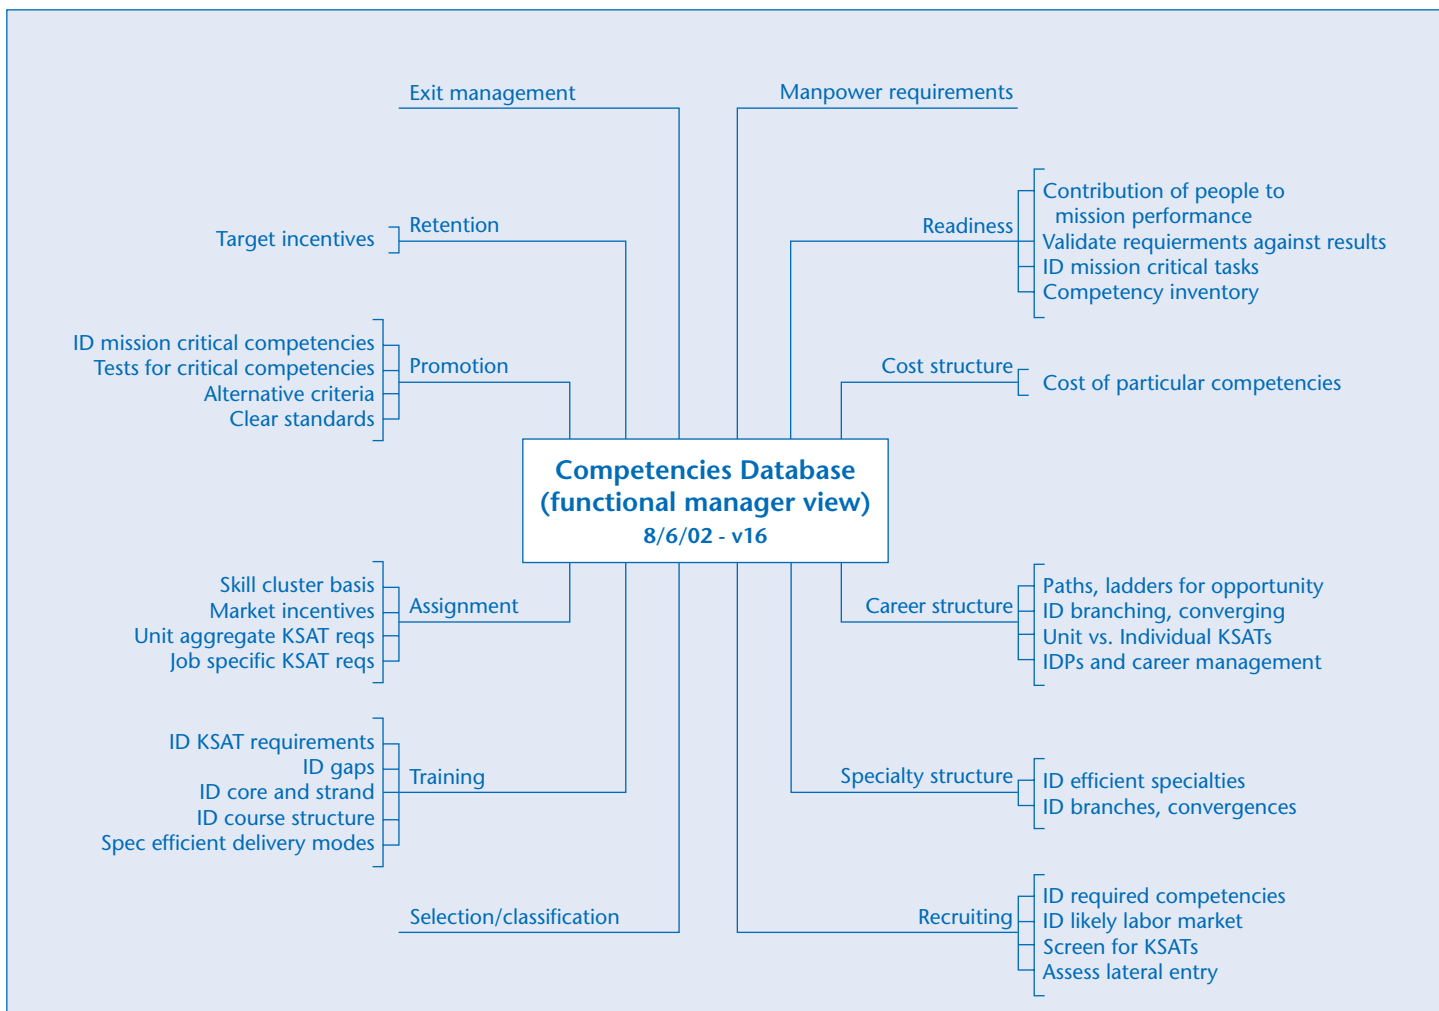 Exit management
Manpower requirements
Retention
Target incentives
Readiness
Contribution of people to
mission performance
Validate requierments against results
ID mission critical tasks
Competency inventory
Promotion
ID mission critical competencies
Tests for critical competencies
Alternative criteria
Clear standards
Cost structure
Cost of particular competencies
Competencies Database
(functional manager view)
8/6/02 - v16
Assignment
Skill cluster basis
Market incentives
Unit aggregate KSAT reqs
Job specific KSAT reqs
Career structure
Paths, ladders for opportunity
ID branching, converging
Unit vs. Individual KSATs
IDPs and career management
Training
ID KSAT requirements
ID gaps
ID core and strand
ID course structure
Spec efficient delivery modes
Specialty structure
ID efficient specialties
ID branches, convergences
Selection/classification
Recruiting
ID required competencies
ID likely labor market
Screen for KSATs
Assess lateral entry